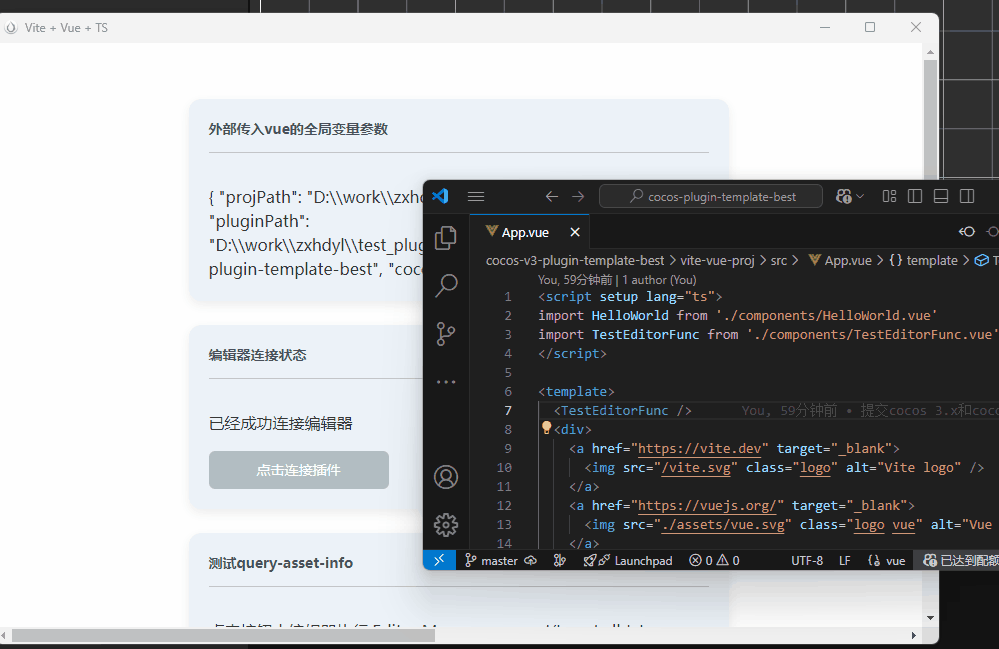 Vite + Vue + TS
外部传入vue的全局变量参数
{ "projPath": "D:\\work\\zxhd
"pluginPath":
"D:\\work\\zxhdyl\\test_plug
plugin-template-best", "coco
编辑器连接状态
已经成功连接编辑器
点击连接插件
测试query-asset-info
cocos-plugin-template-best
App.vue
cocos-v3-plugin-template-best > vite-vue-proj > src > App.vue > {} template >
You, 59分钟前 | 1 author (You)
1 <script setup lang="ts">
2 import HelloWorld from './components/HelloWorld.vue'
3 import TestEditorFunc from './components/TestEditorFunc.vue'
4 </script>
5
6 <template>
7 <TestEditorFunc /> You, 59分钟前 • 提交cocos 3.x和coc
8 <div>
9 <a href="https://vite.dev" target="_blank">
10 <img src="/vite.svg" class="logo" alt="Vite logo" />
11 </a>
12 <a href="https://vuejs.org/" target="_blank">
13 <img src="./assets/vue.svg" class="logo vue" alt="Vue
14 </a>
master Launchpad 0 0 UTF-8 LF {} vue 已达到配额